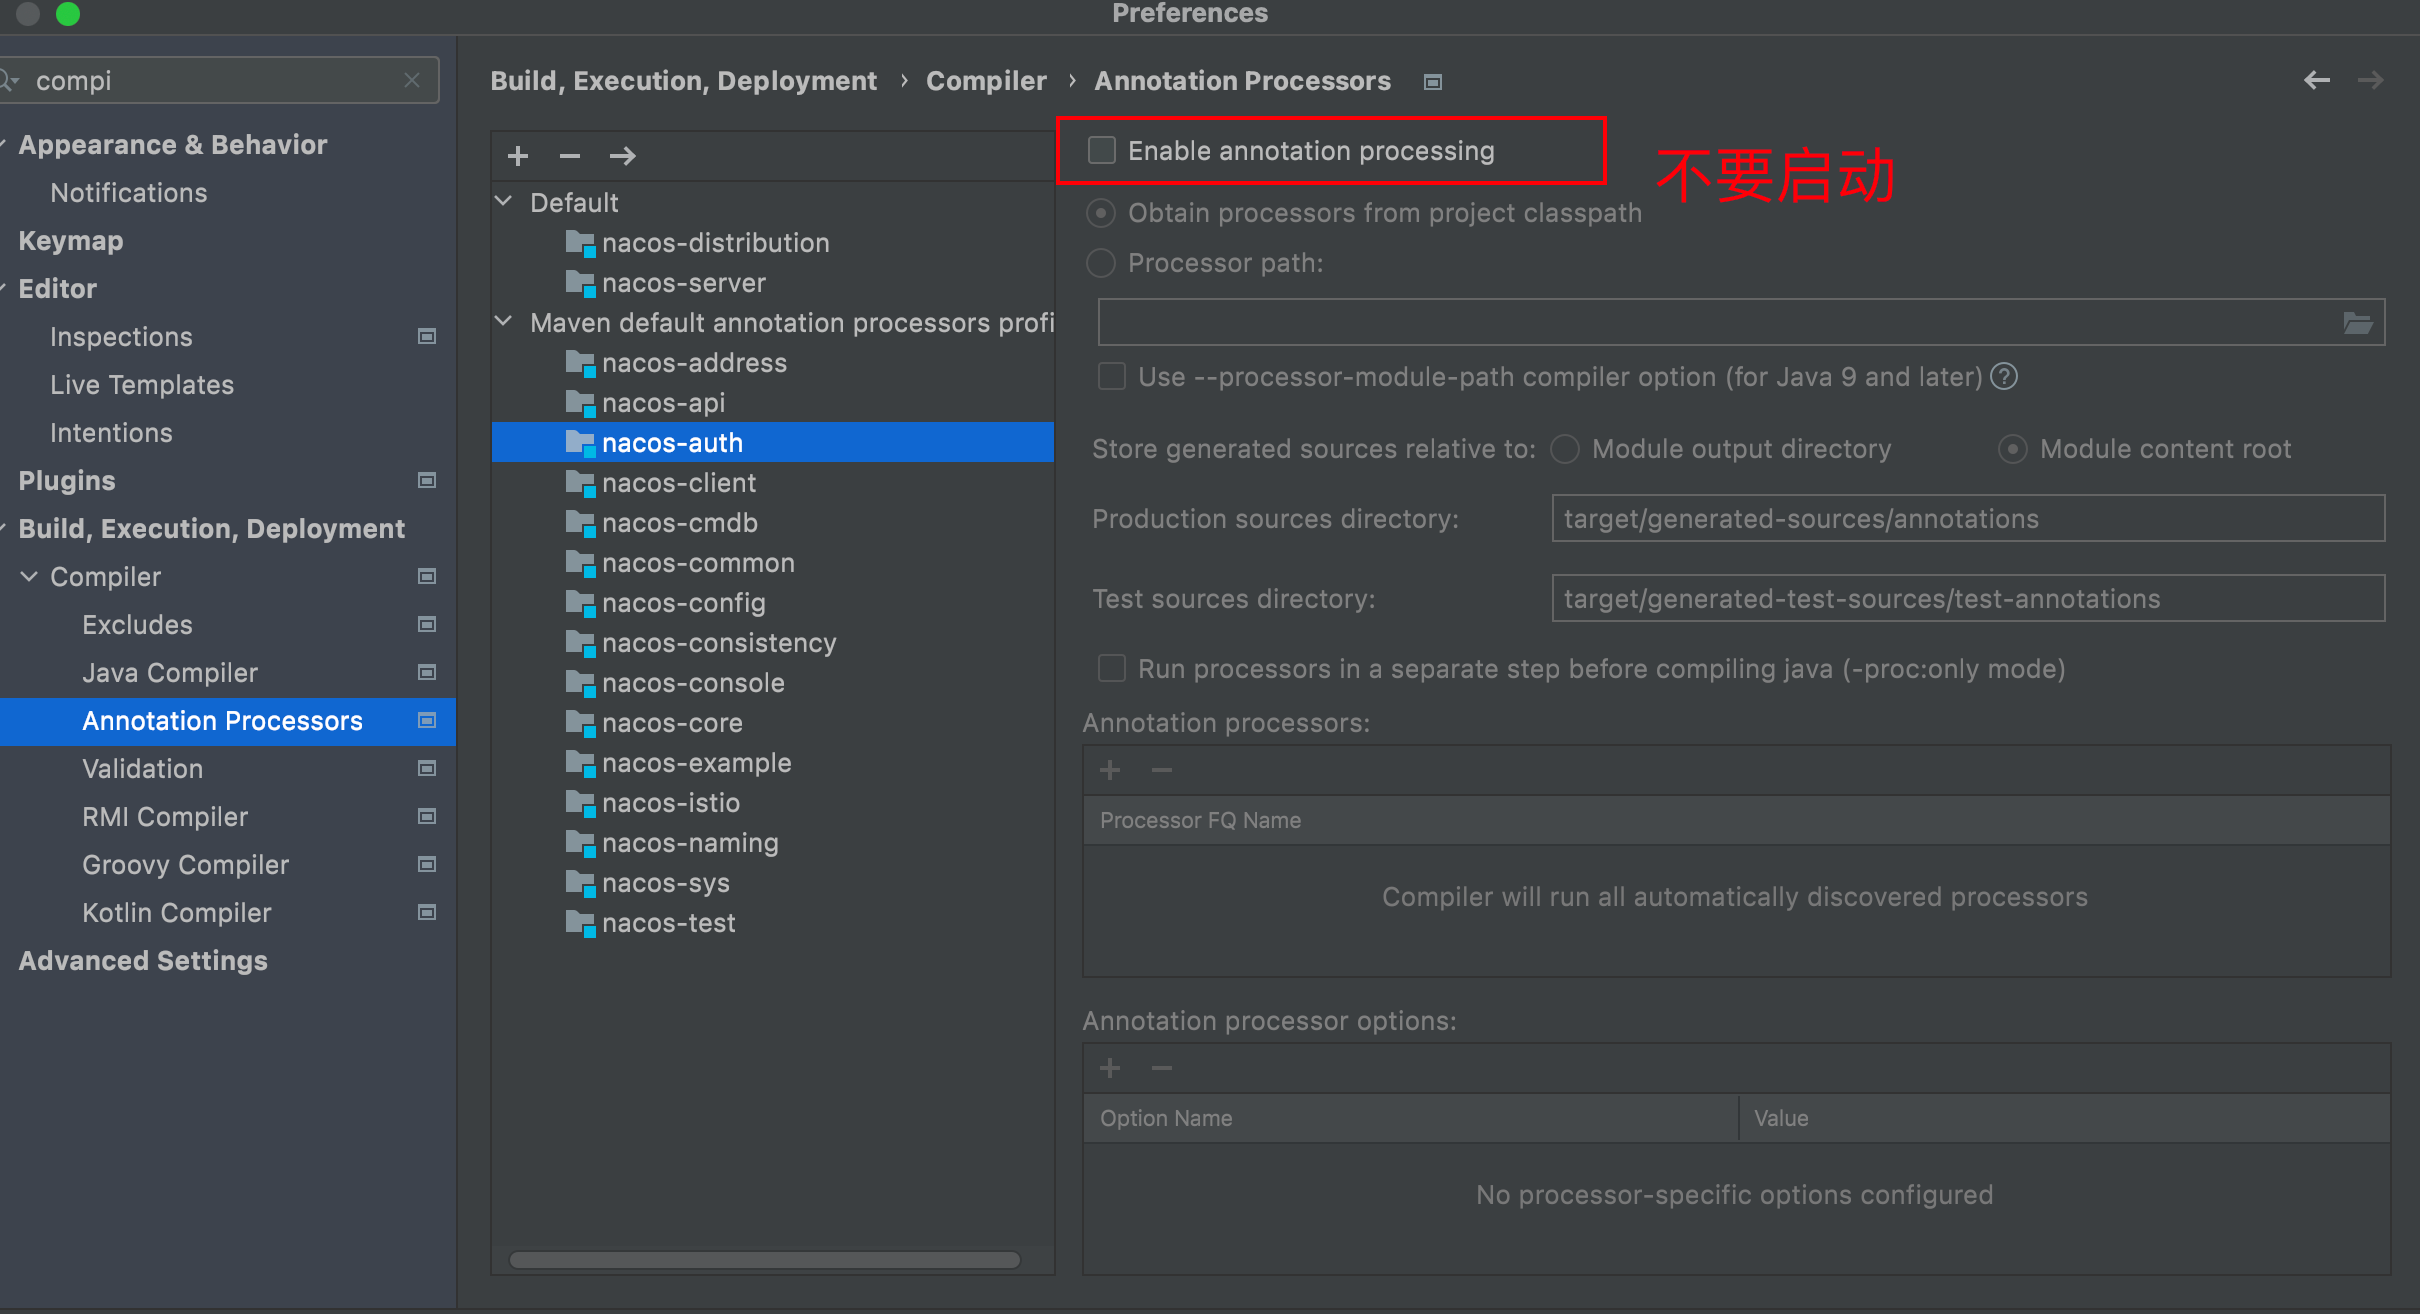 Preferences
compi
Appearance & Behavior
Notifications
Keymap
Editor
Inspections
Live Templates
Intentions
Plugins
Build, Execution, Deployment
Compiler
Excludes
Java Compiler
Annotation Processors
Validation
RMI Compiler
Groovy Compiler
Kotlin Compiler
Advanced Settings
Build, Execution, Deployment › Compiler › Annotation Processors
Default
nacos-distribution
nacos-server
Maven default annotation processors profi
nacos-address
nacos-api
nacos-auth
nacos-client
nacos-cmdb
nacos-common
nacos-config
nacos-consistency
nacos-console
nacos-core
nacos-example
nacos-istio
nacos-naming
nacos-sys
nacos-test
Enable annotation processing
不要启动
Obtain processors from project classpath
Processor path:
Use --processor-module-path compiler option (for Java 9 and later) ?
Store generated sources relative to: Module output directory Module content root
Production sources directory: target/generated-sources/annotations
Test sources directory: target/generated-test-sources/test-annotations
Run processors in a separate step before compiling java (-proc:only mode)
Annotation processors:
Processor FQ Name
Compiler will run all automatically discovered processors
Annotation processor options:
Option Name Value
No processor-specific options configured